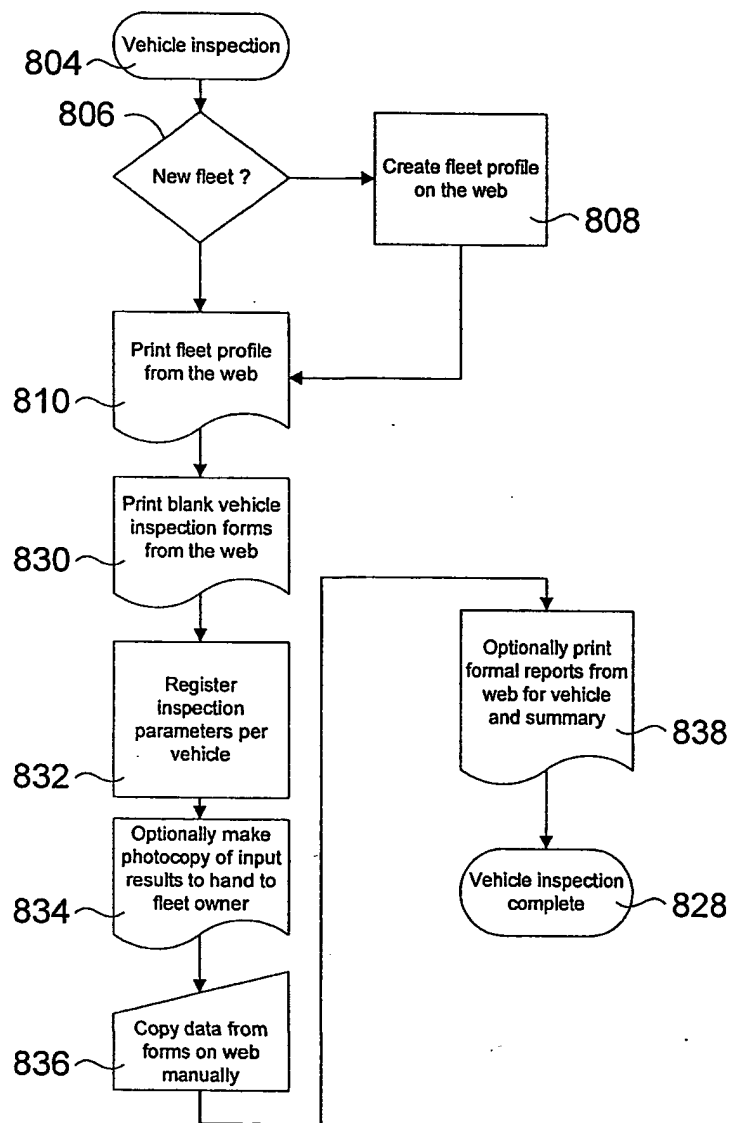 Vehicle inspection
804
806
New fleet ?
Create fleet profile
on the web
808
Print fleet profile
from the web
810
Print blank vehicle
inspection forms
from the web
830
Register
inspection
parameters per
vehicle
832
Optionally make
photocopy of input
results to hand to
fleet owner
834
Copy data from
forms on web
manually
836
Optionally print
formal reports from
web for vehicle
and summary
838
Vehicle inspection
complete
828